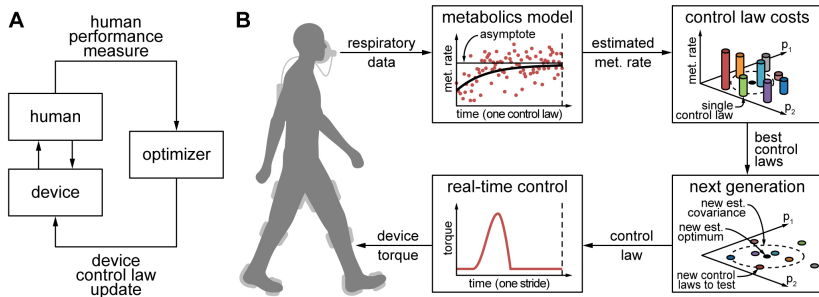 A
human
performance
measure
human
device
optimizer
device
control law
update
B
respiratory
data
metabolics model
asymptote
met. rate
time (one control law)
estimated
met. rate
control law costs
met. rate
p1
p2
single
control law
best
control
laws
next generation
new est.
covariance
new est.
optimum
new control
laws to test
p1
p2
control
law
real-time control
torque
time (one stride)
device
torque